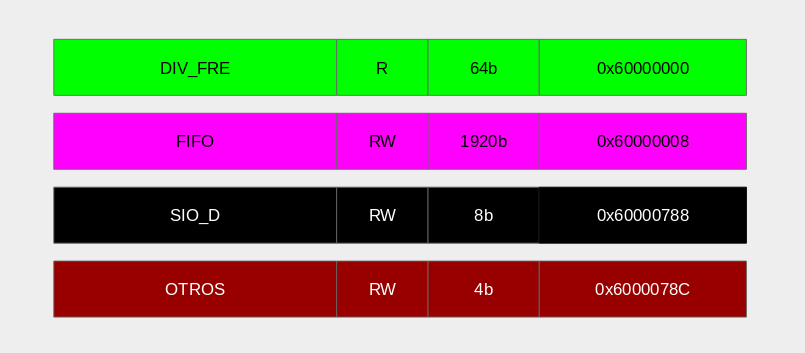 DIV_FRE R 64b 0x60000000
FIFO RW 1920b 0x60000008
SIO_D RW 8b 0x60000788
OTROS RW 4b 0x6000078C